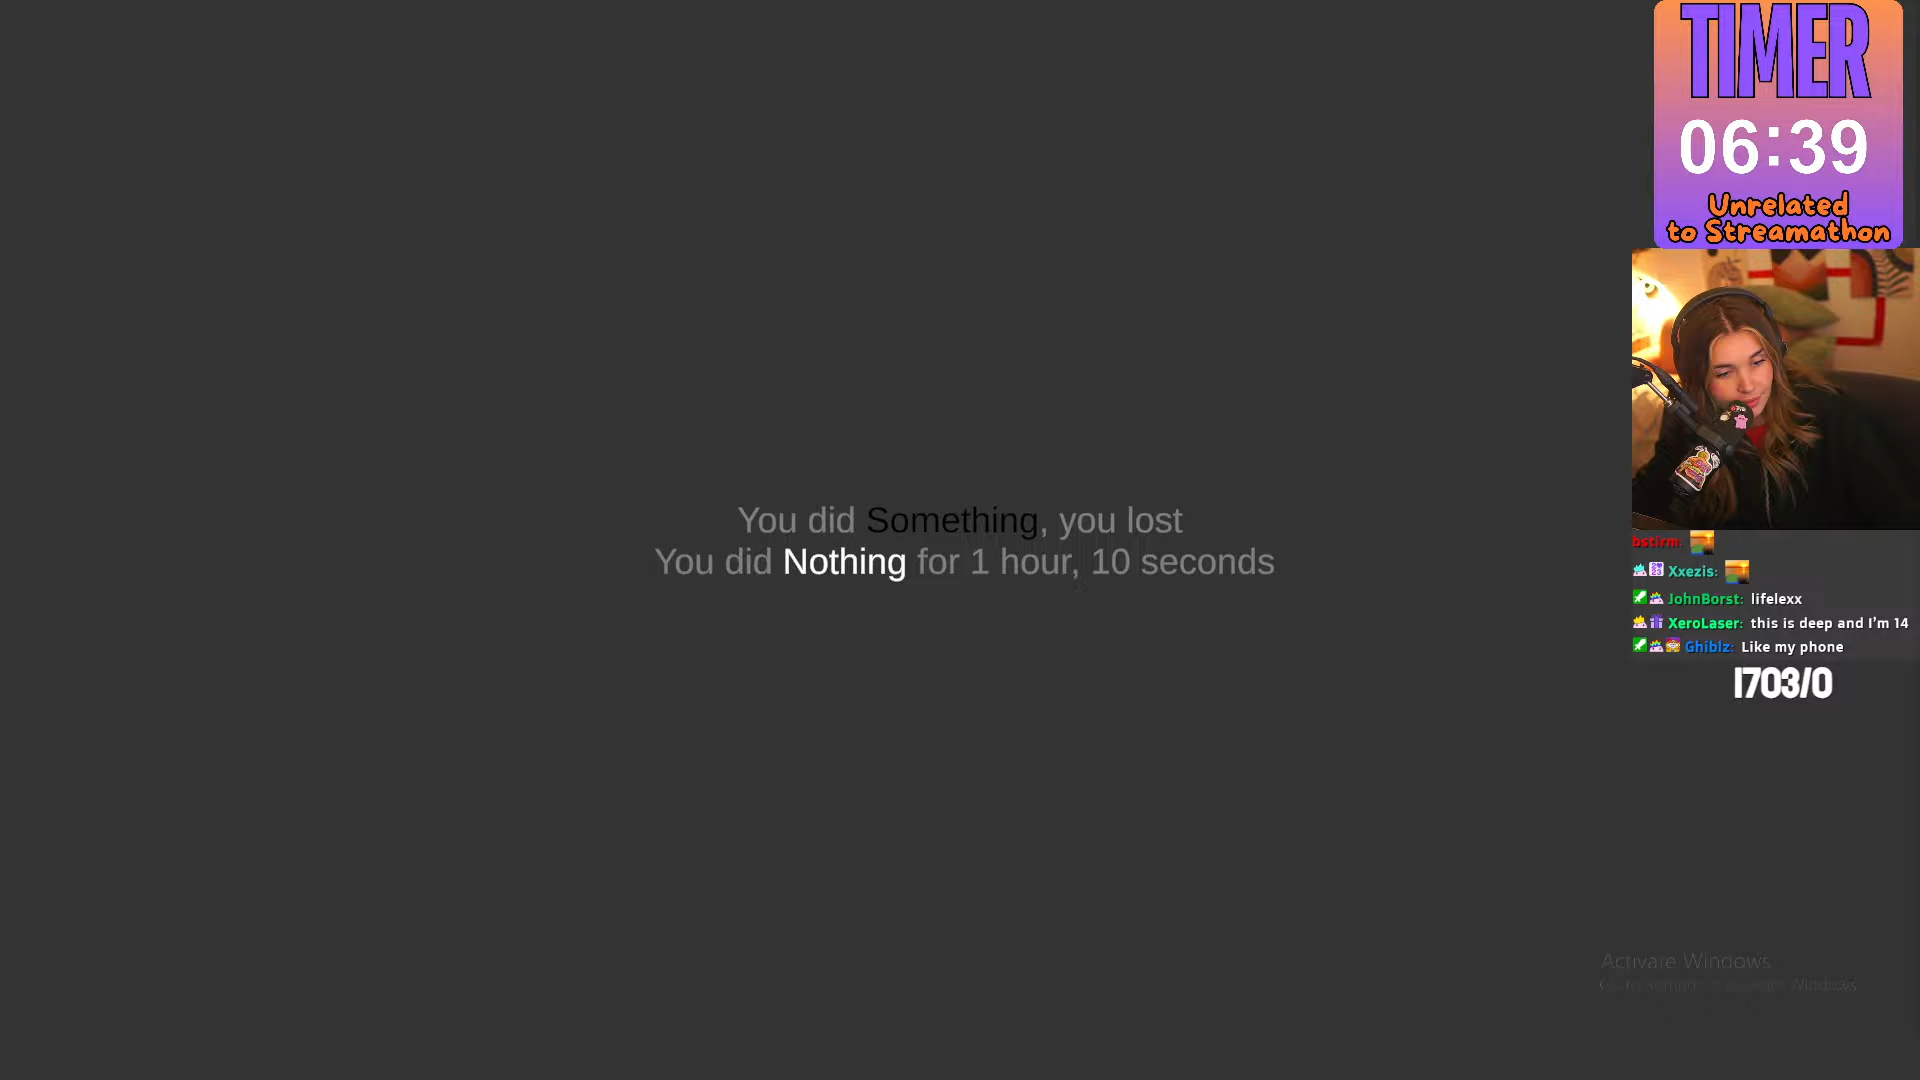 TIMER
06:39
Unrelated
to Streamathon
You did Something, you lost
You did Nothing for 1 hour, 10 seconds
bstirm:
Xxezis:
JohnBorst: lifelexx
XeroLaser: this is deep and I'm 14
Ghiblz: Like my phone
1703/0
Activate Windows